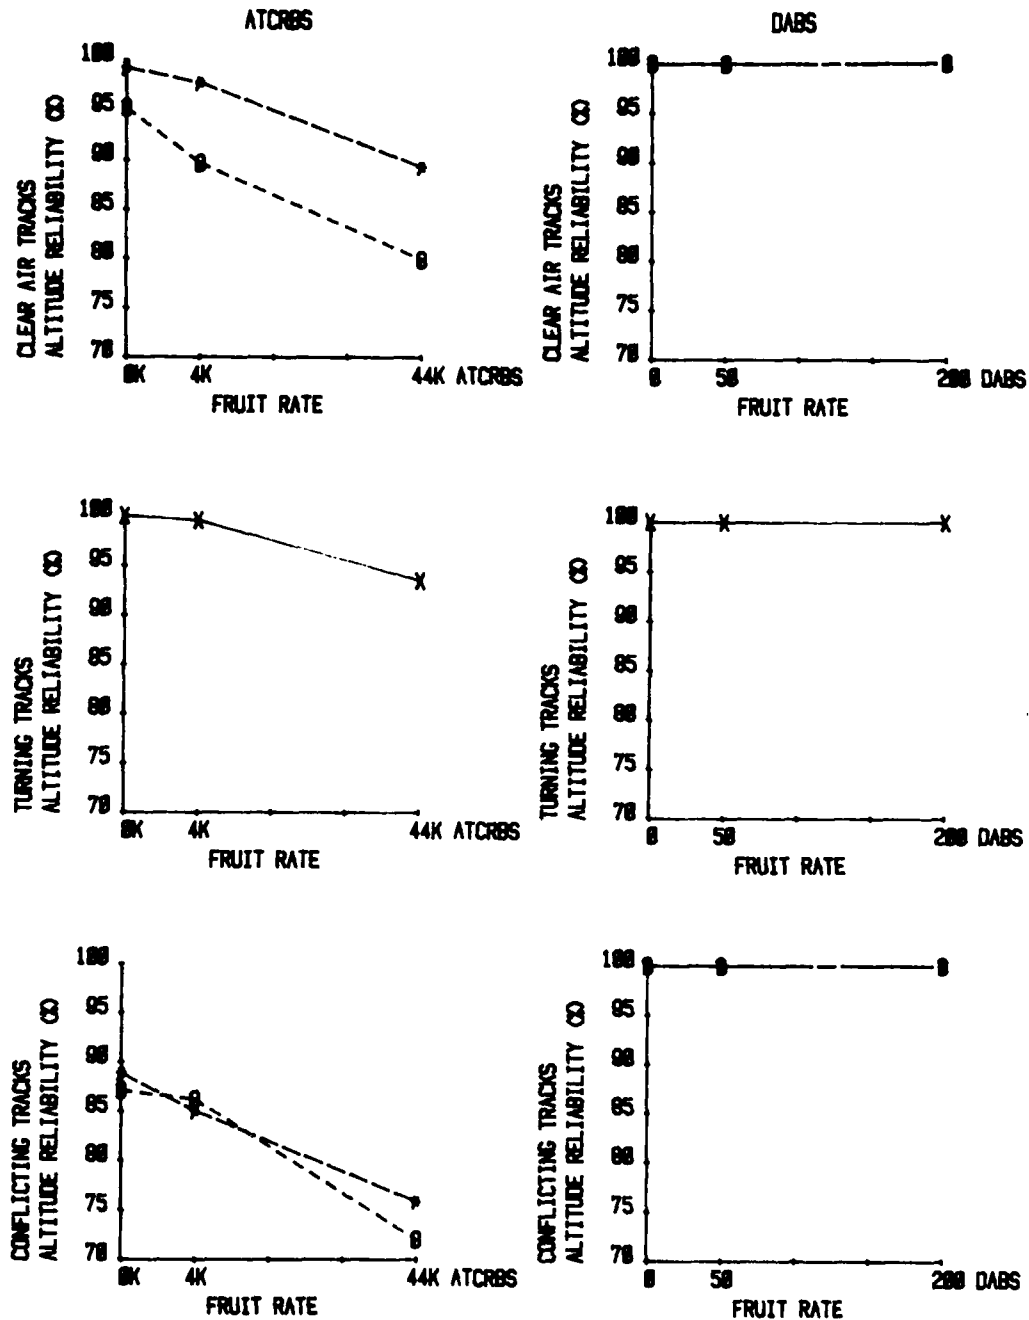 ATCRBS
CLEAR AIR TRACKS
ALTITUDE RELIABILITY (%)
100
95
90
85
80
75
70
0K 4K 44K ATCRBS
FRUIT RATE
DABS
CLEAR AIR TRACKS
ALTITUDE RELIABILITY (%)
100
95
90
85
80
75
70
0 50 200 DABS
FRUIT RATE
TURNING TRACKS
ALTITUDE RELIABILITY (%)
100
95
90
85
80
75
70
0K 4K 44K ATCRBS
FRUIT RATE
TURNING TRACKS
ALTITUDE RELIABILITY (%)
100
95
90
85
80
75
70
0 50 200 DABS
FRUIT RATE
CONFLICTING TRACKS
ALTITUDE RELIABILITY (%)
100
95
90
85
80
75
70
0K 4K 44K ATCRBS
FRUIT RATE
CONFLICTING TRACKS
ALTITUDE RELIABILITY (%)
100
95
90
85
80
75
70
0 50 200 DABS
FRUIT RATE